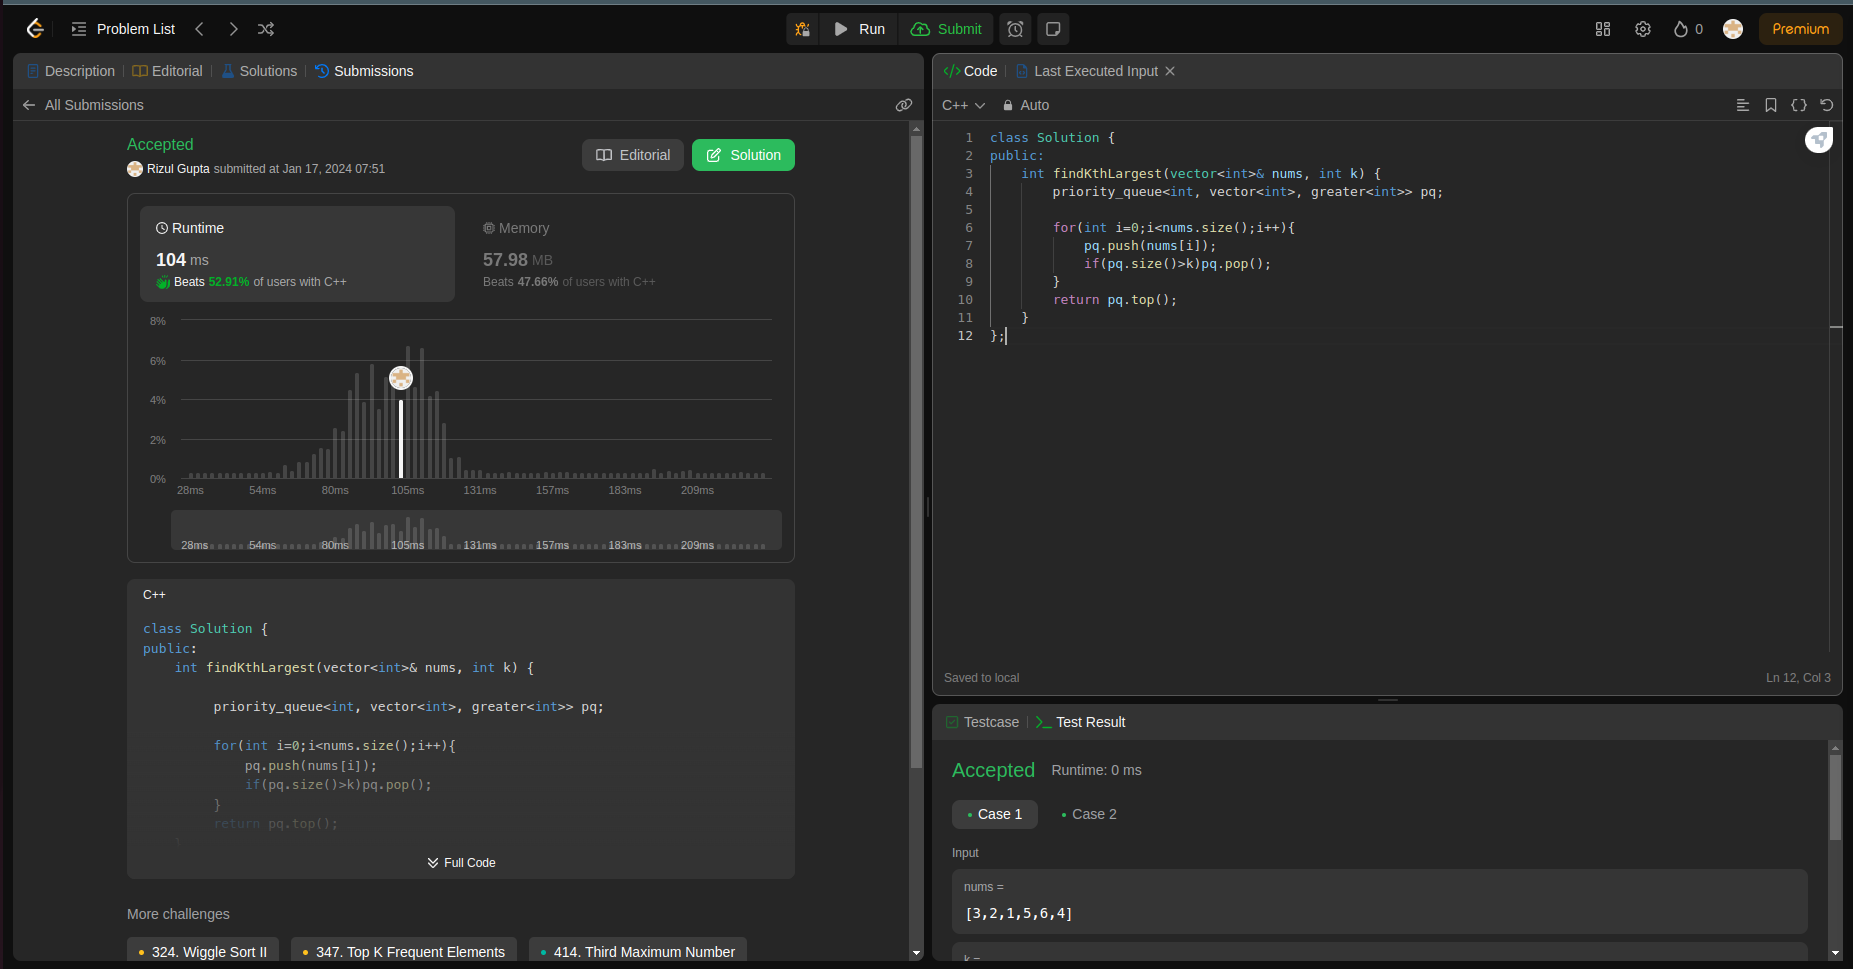 Problem List
Run
Submit
0
Premium
Description
Editorial
Solutions
Submissions
All Submissions
Accepted
Rizul Gupta submitted at Jan 17, 2024 07:51
Editorial
Solution
Runtime
104 ms
Beats 52.91% of users with C++
Memory
57.98 MB
Beats 47.66% of users with C++
8%
6%
4%
2%
0%
28ms 54ms 80ms 105ms 131ms 157ms 183ms 209ms
28ms 54ms 80ms 105ms 131ms 157ms 183ms 209ms
C++
class Solution {
public:
    int findKthLargest(vector<int>& nums, int k) {
         priority_queue<int, vector<int>, greater<int>> pq;
         for(int i=0;i<nums.size();i++){
             pq.push(nums[i]);
             if(pq.size()>k)pq.pop();
         }
         return pq.top();
    }
Full Code
More challenges
324. Wiggle Sort II
347. Top K Frequent Elements
414. Third Maximum Number
</> Code
Last Executed Input
C++
Auto
1 class Solution {
2 public:
3     int findKthLargest(vector<int>& nums, int k) {
4         priority_queue<int, vector<int>, greater<int>> pq;
5
6         for(int i=0;i<nums.size();i++){
7             pq.push(nums[i]);
8             if(pq.size()>k)pq.pop();
9         }
10         return pq.top();
11     }
12 };
Saved to local
Ln 12, Col 3
Testcase
Test Result
Accepted
Runtime: 0 ms
Case 1
Case 2
Input
nums =
[3,2,1,5,6,4]
k =